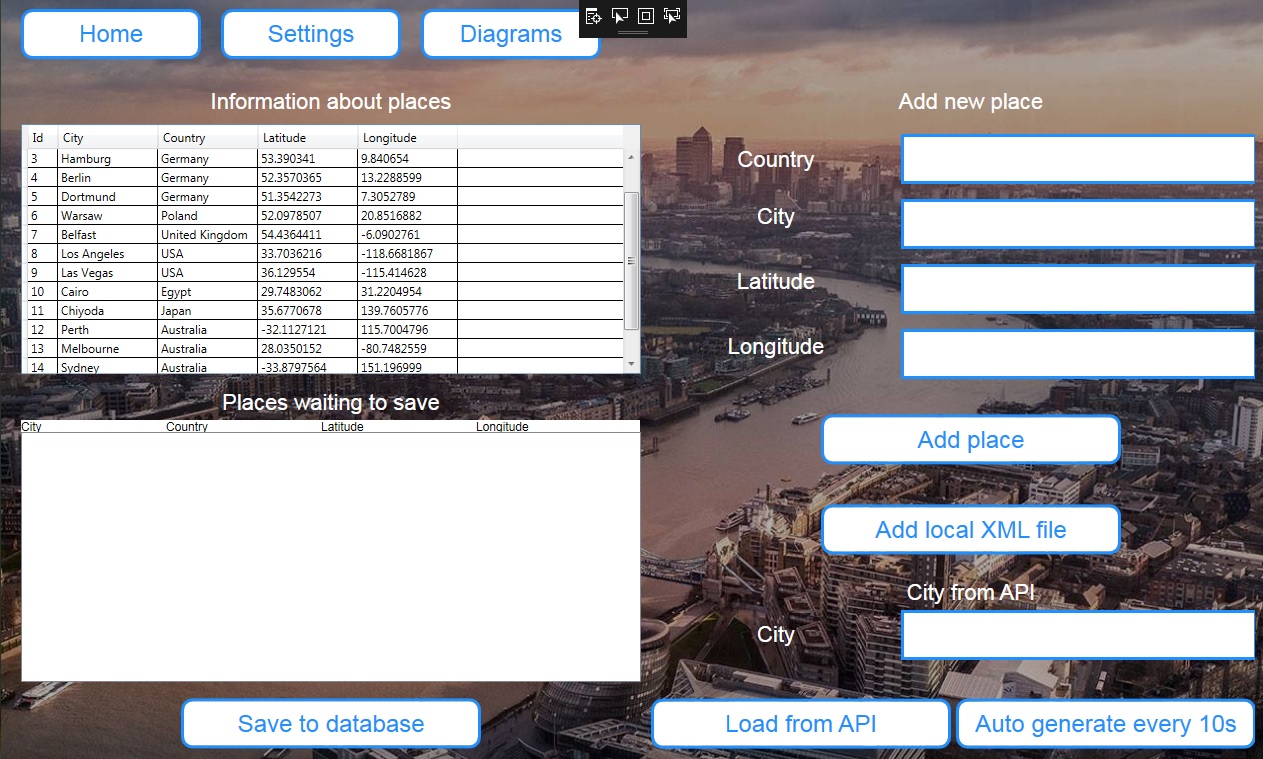 Home Settings Diagrams
Information about places
Id City Country Latitude Longitude
3 Hamburg Germany 53.390341 9.840654
4 Berlin Germany 52.3570365 13.2288599
5 Dortmund Germany 51.3542273 7.3052789
6 Warsaw Poland 52.0978507 20.8516882
7 Belfast United Kingdom 54.4364411 -6.0902761
8 Los Angeles USA 33.7036216 -118.6681867
9 Las Vegas USA 36.129554 -115.414628
10 Cairo Egypt 29.7483062 31.2204954
11 Chiyoda Japan 35.6770678 139.7605776
12 Perth Australia -32.1127121 115.7004796
13 Melbourne Australia 28.0350152 -80.7482559
14 Sydney Australia -33.8797564 151.196999
Places waiting to save
City Country Latitude Longitude
Save to database
Add new place
Country
City
Latitude
Longitude
Add place
Add local XML file
City from API
City
Load from API Auto generate every 10s